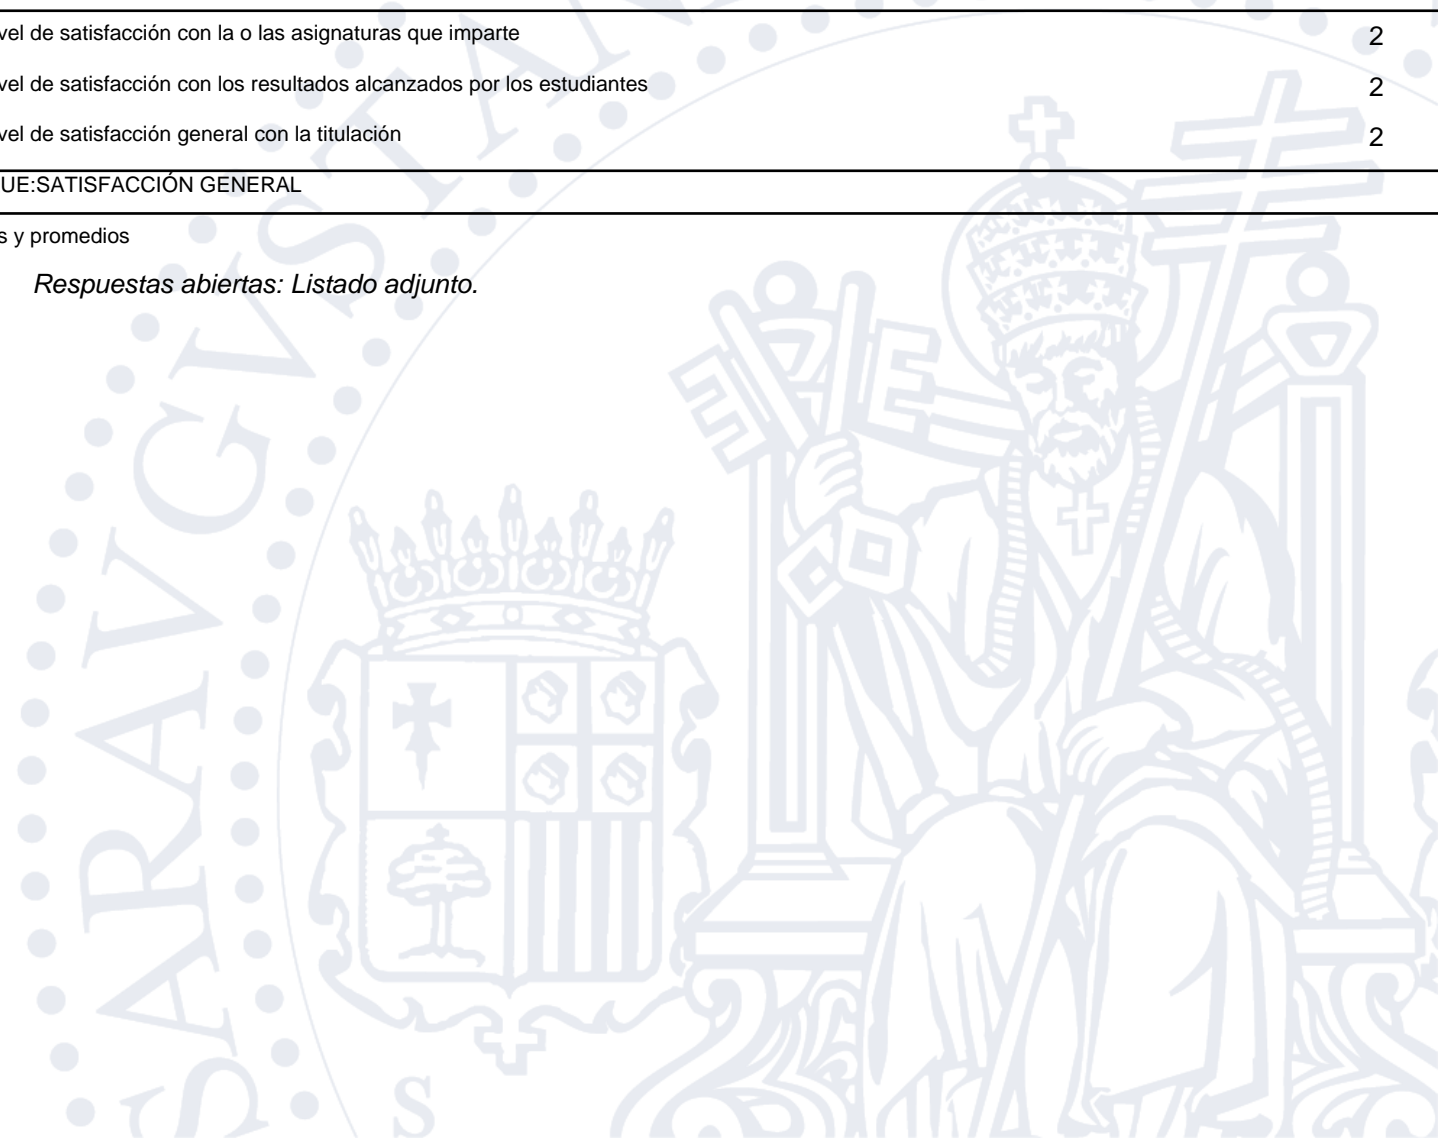 vel de satisfacción con la o las asignaturas que imparte 2
vel de satisfacción con los resultados alcanzados por los estudiantes 2
vel de satisfacción general con la titulación 2
UE:SATISFACCIÓN GENERAL
s y promedios
Respuestas abiertas: Listado adjunto.
SARAVGVSTAN
S